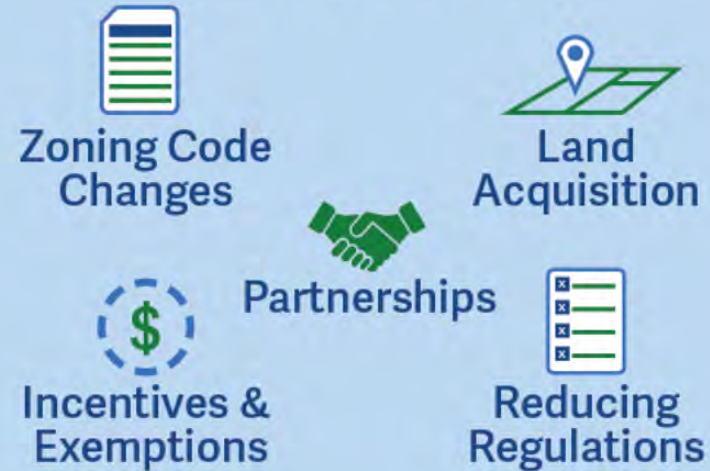 Zoning Code
Changes
Land
Acquisition
Partnerships
$
Incentives &
Exemptions
x
x
x
x
Reducing
Regulations